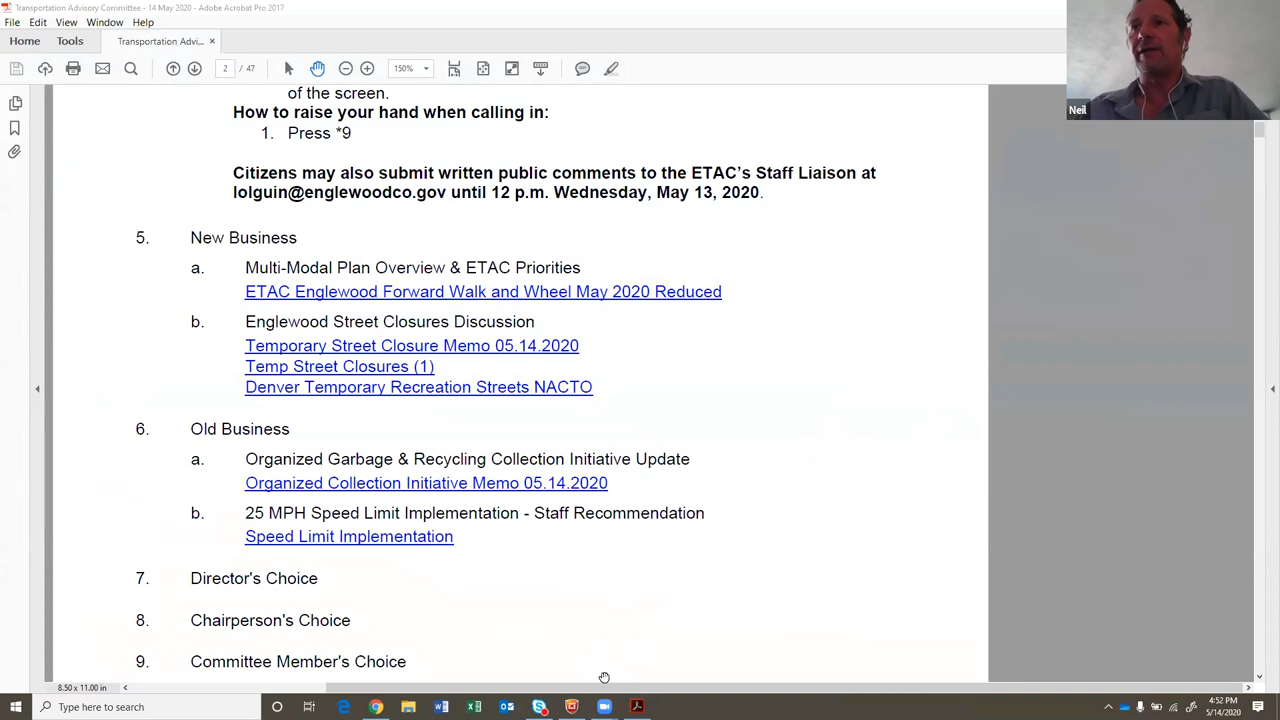 Transportation Advisory Committee - 14 May 2020 - Adobe Acrobat Pro 2017
File Edit View Window Help
Home Tools Transportation Advi... ×
2 / 47 150%
of the screen.
How to raise your hand when calling in:
1. Press *9
Citizens may also submit written public comments to the ETAC's Staff Liaison at
lolguin@englewoodco.gov until 12 p.m. Wednesday, May 13, 2020.
5. New Business
a. Multi-Modal Plan Overview & ETAC Priorities
ETAC Englewood Forward Walk and Wheel May 2020 Reduced
b. Englewood Street Closures Discussion
Temporary Street Closure Memo 05.14.2020
Temp Street Closures (1)
Denver Temporary Recreation Streets NACTO
6. Old Business
a. Organized Garbage & Recycling Collection Initiative Update
Organized Collection Initiative Memo 05.14.2020
b. 25 MPH Speed Limit Implementation - Staff Recommendation
Speed Limit Implementation
7. Director's Choice
8. Chairperson's Choice
9. Committee Member's Choice
8.50 x 11.00 in
Neil
Type here to search
4:52 PM
5/14/2020